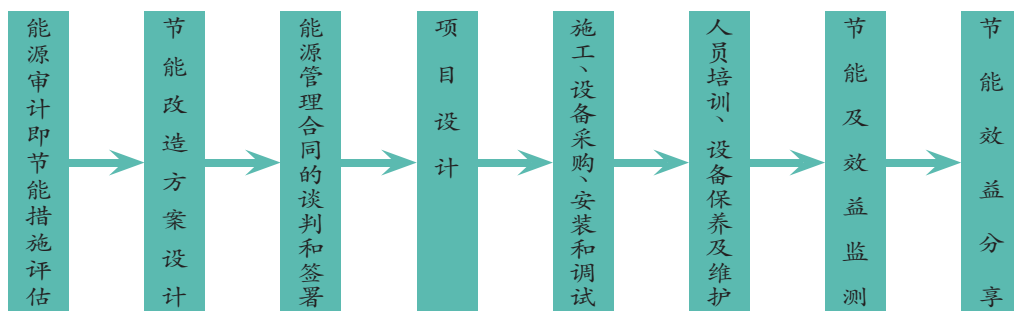 能源审计即节能措施评估
节能改造方案设计
能源管理合同的谈判和签署
项目设计
施工、设备采购、安装和调试
人员培训、设备保养及维护
节能及效益监测
节能效益分享